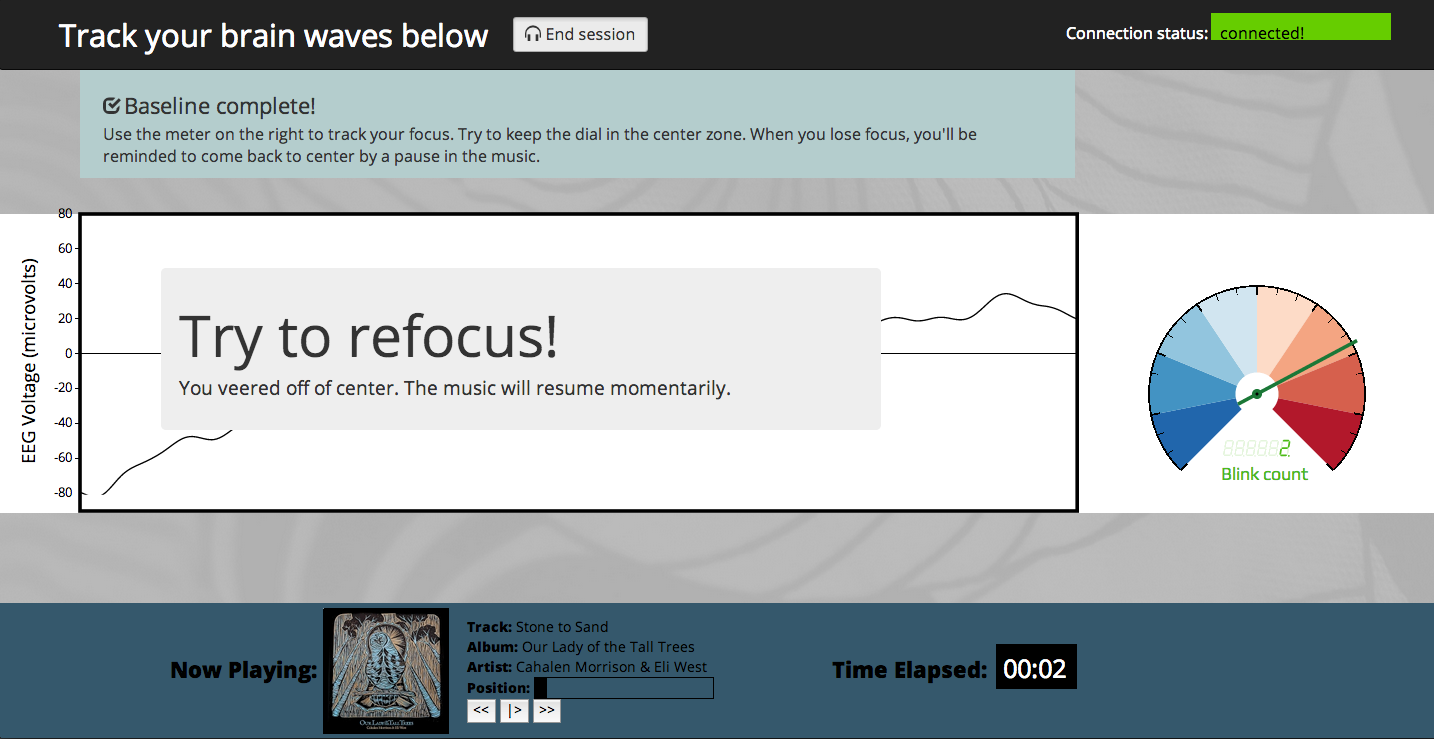 Track your brain waves below
End session
Connection status: connected!
Baseline complete!
Use the meter on the right to track your focus. Try to keep the dial in the center zone. When you lose focus, you'll be
reminded to come back to center by a pause in the music.
EEG Voltage (microvolts)
80
60
40
20
0
-20
-40
-60
-80
Try to refocus!
You veered off of center. The music will resume momentarily.
2
Blink count
Now Playing:
OUR LADY OF THE TALL TREES
Cahalen Morrison & Eli West
Track: Stone to Sand
Album: Our Lady of the Tall Trees
Artist: Cahalen Morrison & Eli West
Position:
<< |> >>
Time Elapsed: 00:02